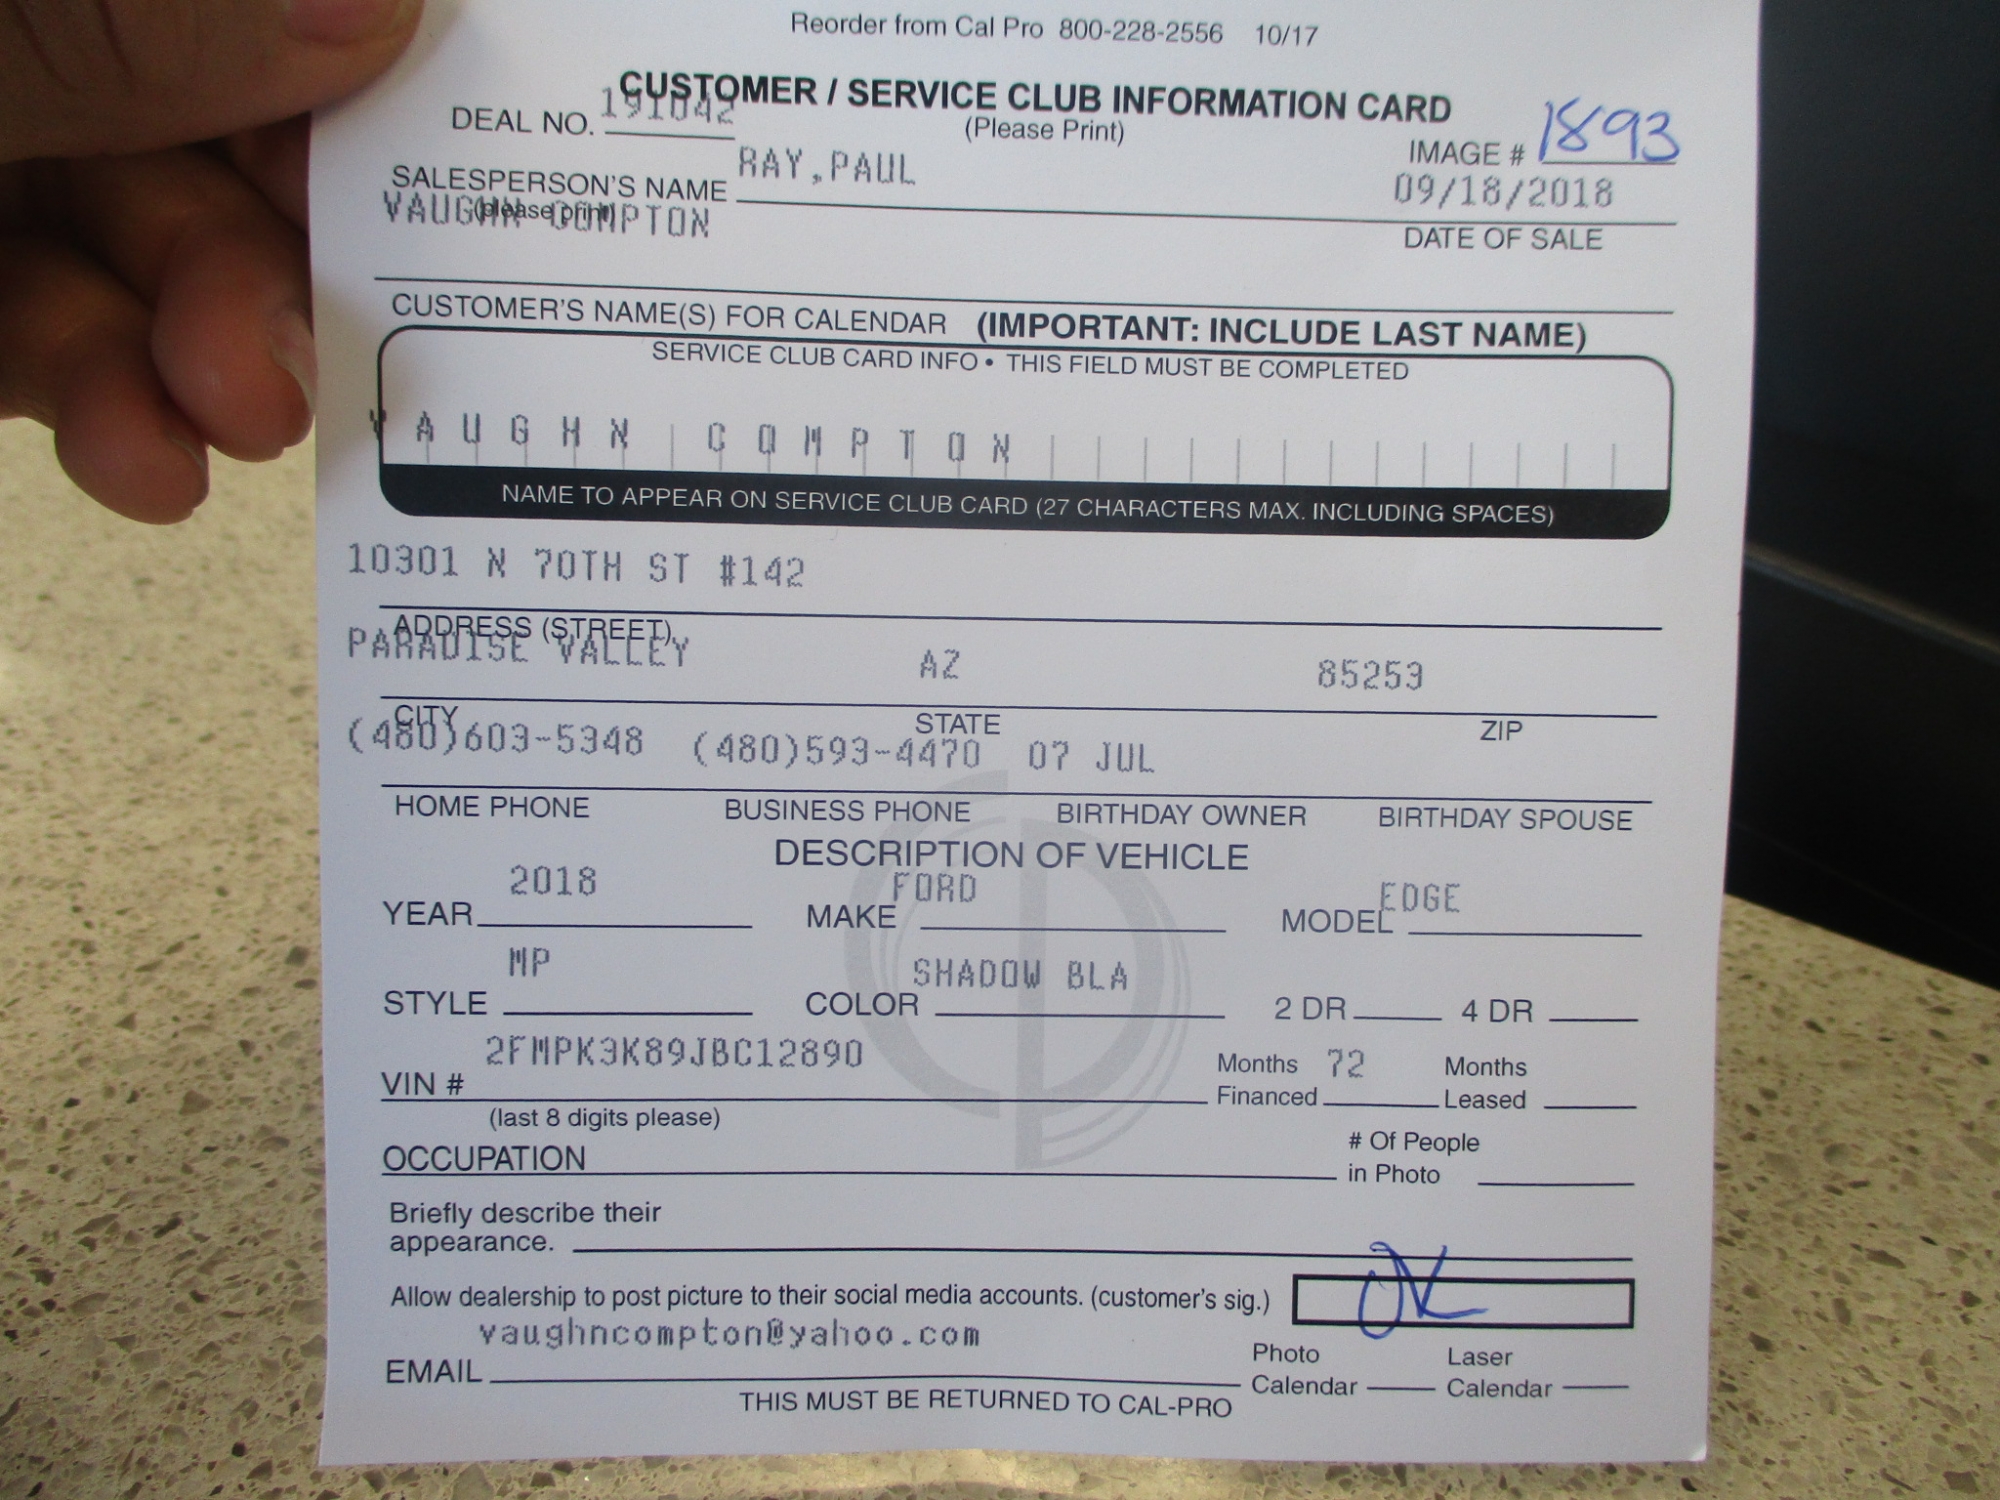 Reorder from Cal Pro 800-228-2556 10/17
CUSTOMER / SERVICE CLUB INFORMATION CARD
DEAL NO. 191042
(Please Print)
IMAGE # 1893
SALESPERSON'S NAME RAY,PAUL
09/18/2018
(please print)
VAUGHN COMPTON
DATE OF SALE
CUSTOMER'S NAME(S) FOR CALENDAR (IMPORTANT: INCLUDE LAST NAME)
SERVICE CLUB CARD INFO • THIS FIELD MUST BE COMPLETED
VAUGHN COMPTON
NAME TO APPEAR ON SERVICE CLUB CARD (27 CHARACTERS MAX. INCLUDING SPACES)
10301 N 70TH ST #142
ADDRESS (STREET)
PARADISE VALLEY AZ 85253
CITY STATE ZIP
(480)603-5348 (480)593-4470 07 JUL
HOME PHONE BUSINESS PHONE BIRTHDAY OWNER BIRTHDAY SPOUSE
DESCRIPTION OF VEHICLE
YEAR 2018 MAKE FORD MODEL EDGE
STYLE MP COLOR SHADOW BLA 2 DR 4 DR
VIN # 2FMPK3K89JBC12890
Months Financed 72 Months Leased
(last 8 digits please)
OCCUPATION
# Of People
in Photo
Briefly describe their
appearance.
Allow dealership to post picture to their social media accounts. (customer's sig.) OK
EMAIL vaughncompton@yahoo.com
Photo Calendar Laser Calendar
THIS MUST BE RETURNED TO CAL-PRO